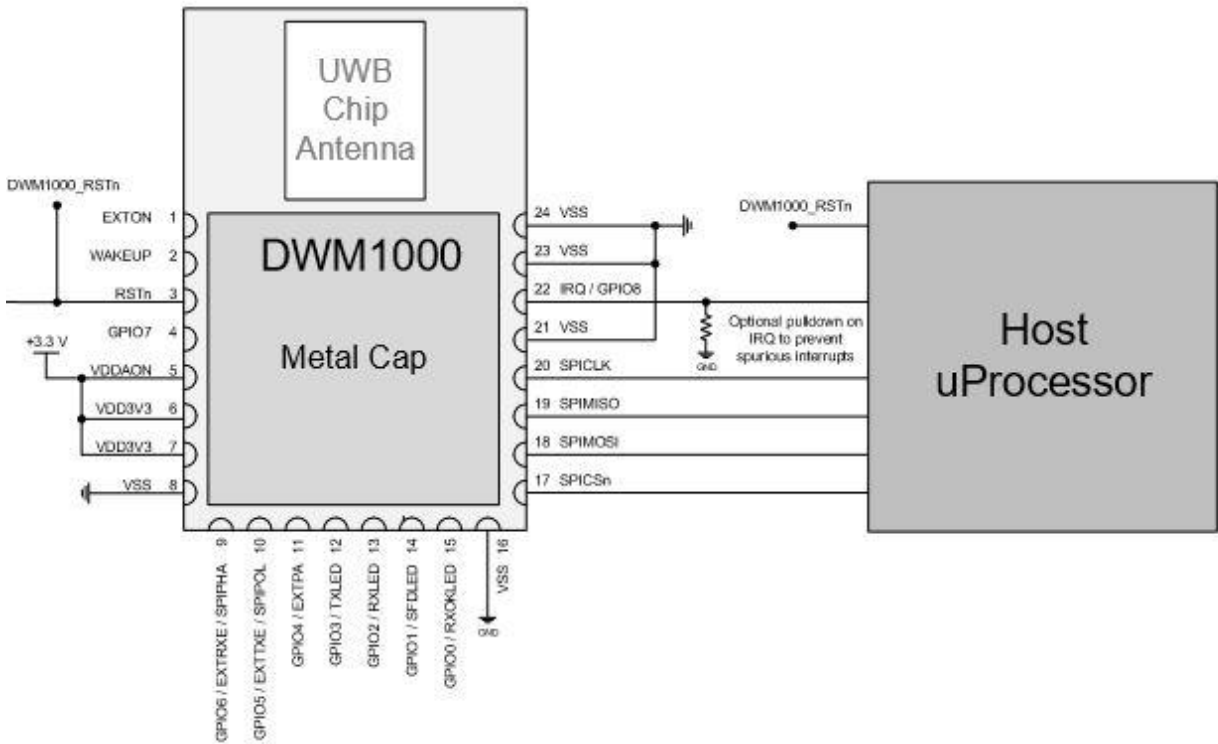 UWB
Chip
Antenna
DWM1000_RSTn
EXTON 1
WAKEUP 2
RSTn 3
GPIO7 4
+3.3 V
VDDAON 5
VDD3V3 6
VDD3V3 7
VSS 8
DWM1000
Metal Cap
24 VSS
23 VSS
22 IRQ / GPIO8
21 VSS
20 SPICLK
19 SPIMISO
18 SPIMOSI
17 SPICSn
DWM1000_RSTn
Optional pulldown on
IRQ to prevent
spurious interrupts
GND
Host
uProcessor
GPIO6 / EXTRXE / SPIPHA 9
GPIO5 / EXTTXE / SPIPOL 10
GPIO4 / EXTPA 11
GPIO3 / TXLED 12
GPIO2 / RXLED 13
GPIO1 / SFDLED 14
GPIO0 / RXOKLED 15
VSS 16
GND